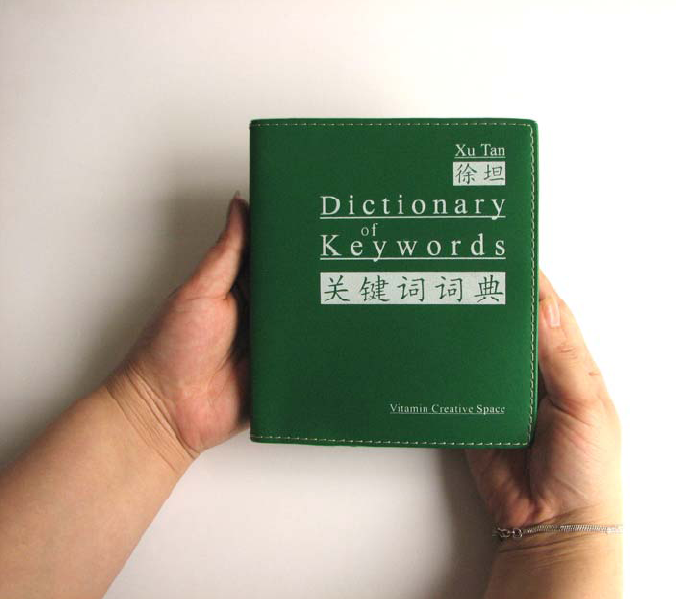 Xu Tan
徐坦
Dictionary
of
Keywords
关键词词典
Vitamin Creative Space